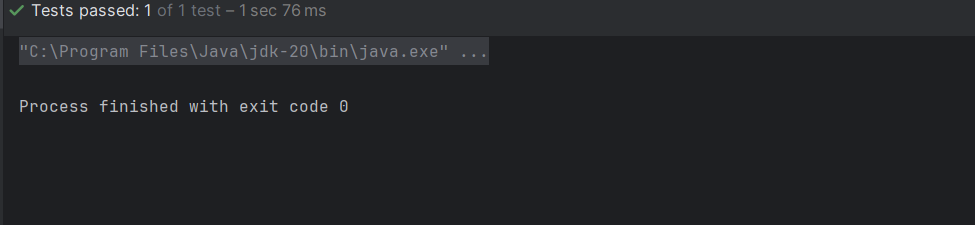 Tests passed: 1 of 1 test – 1 sec 76 ms
"C:\Program Files\Java\jdk-20\bin\java.exe" ...
Process finished with exit code 0